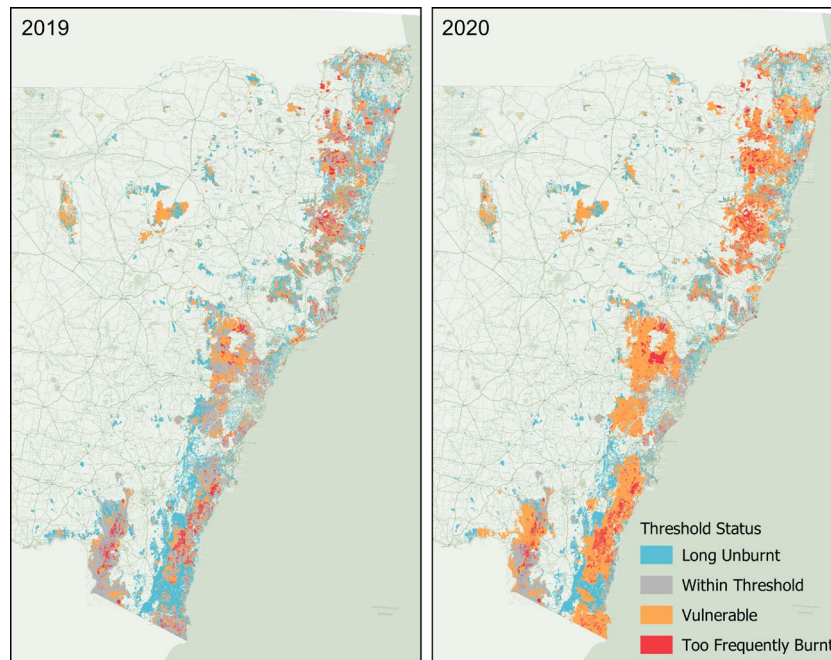 2019
2020
Threshold Status
Long Unburnt
Within Threshold
Vulnerable
Too Frequently Burnt